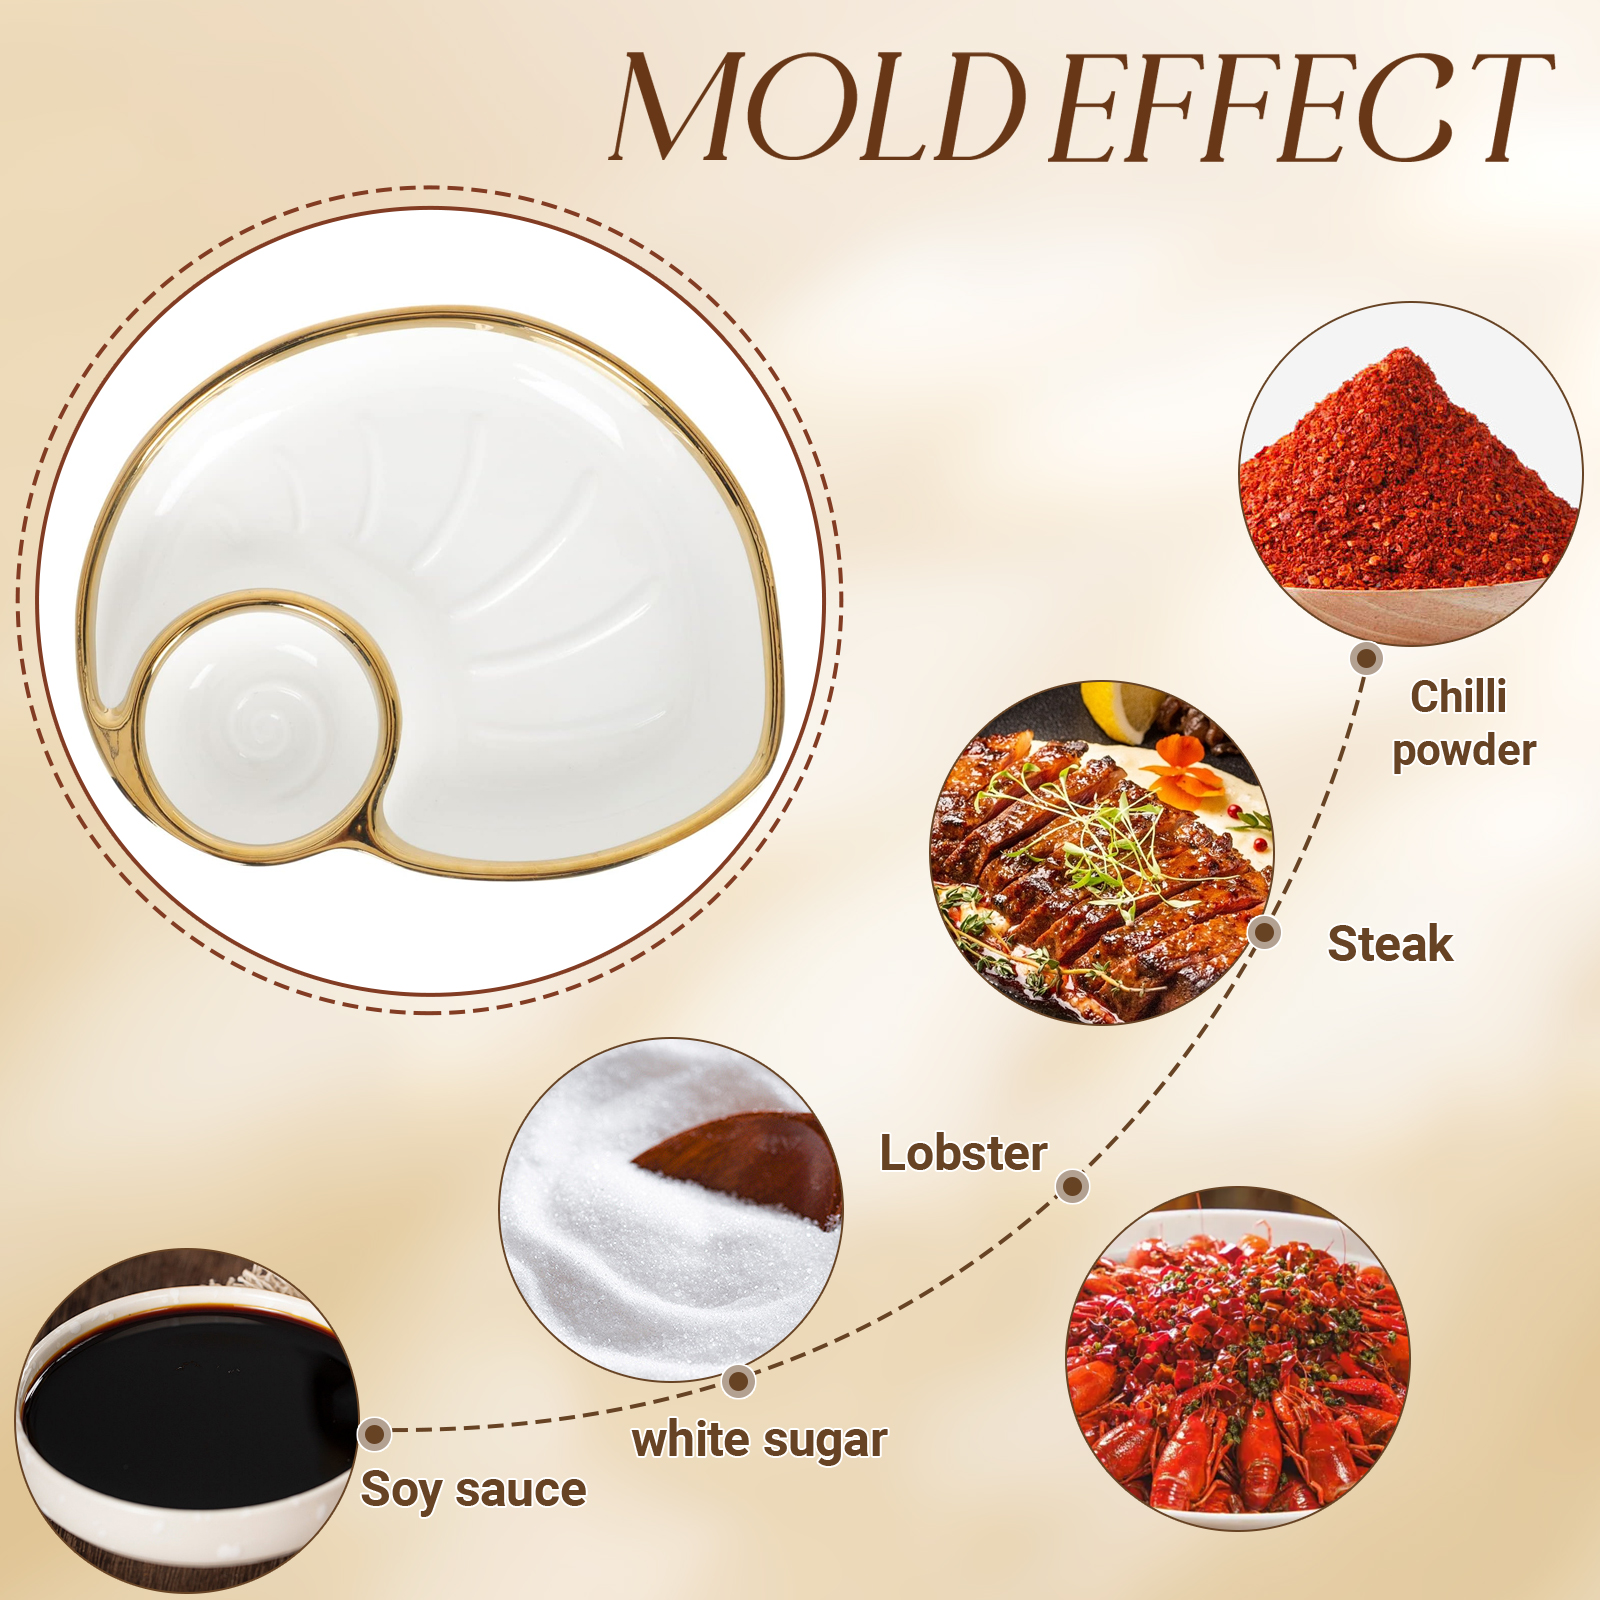 MOLD EFFECT
Chilli
powder
Steak
Lobster
white sugar
Soy sauce